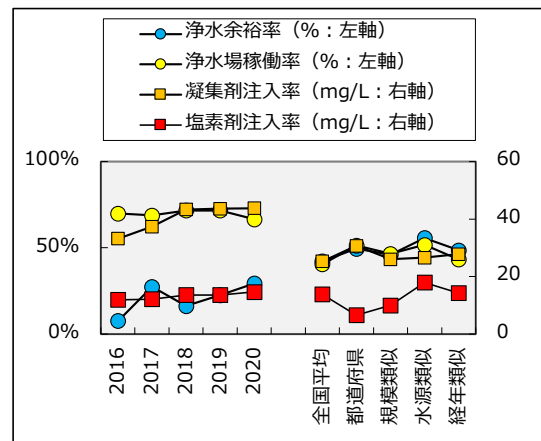 浄水余裕率（%：左軸）
浄水場稼働率（%：左軸）
凝集剤注入率（mg/L：右軸）
塩素剤注入率（mg/L：右軸）
100%
50%
0%
60
40
20
0
2016
2017
2018
2019
2020
全国平均
都道府県
規模類似
水源類似
経年類似